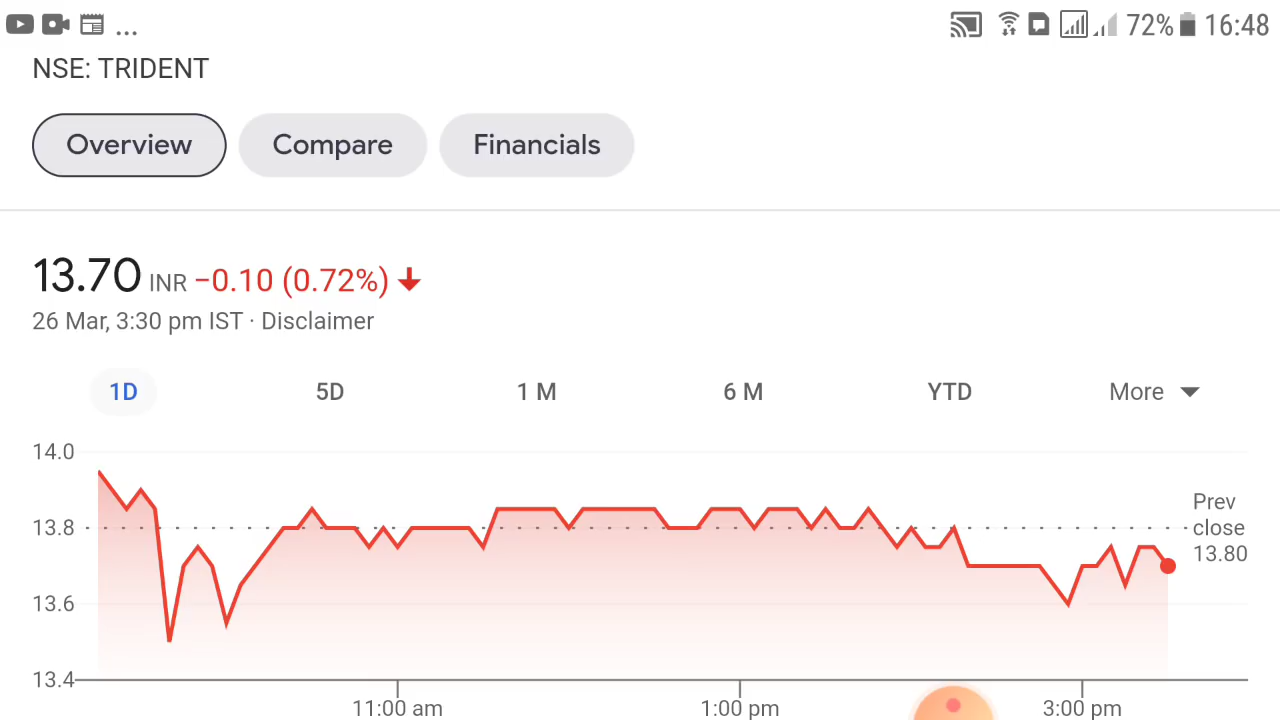 ... 72% 16:48
NSE: TRIDENT
Overview Compare Financials
13.70 INR −0.10 (0.72%)
26 Mar, 3:30 pm IST · Disclaimer
1D 5D 1 M 6 M YTD More
14.0
Prev
13.8 close
13.80
13.6
13.4
11:00 am 1:00 pm 3:00 pm